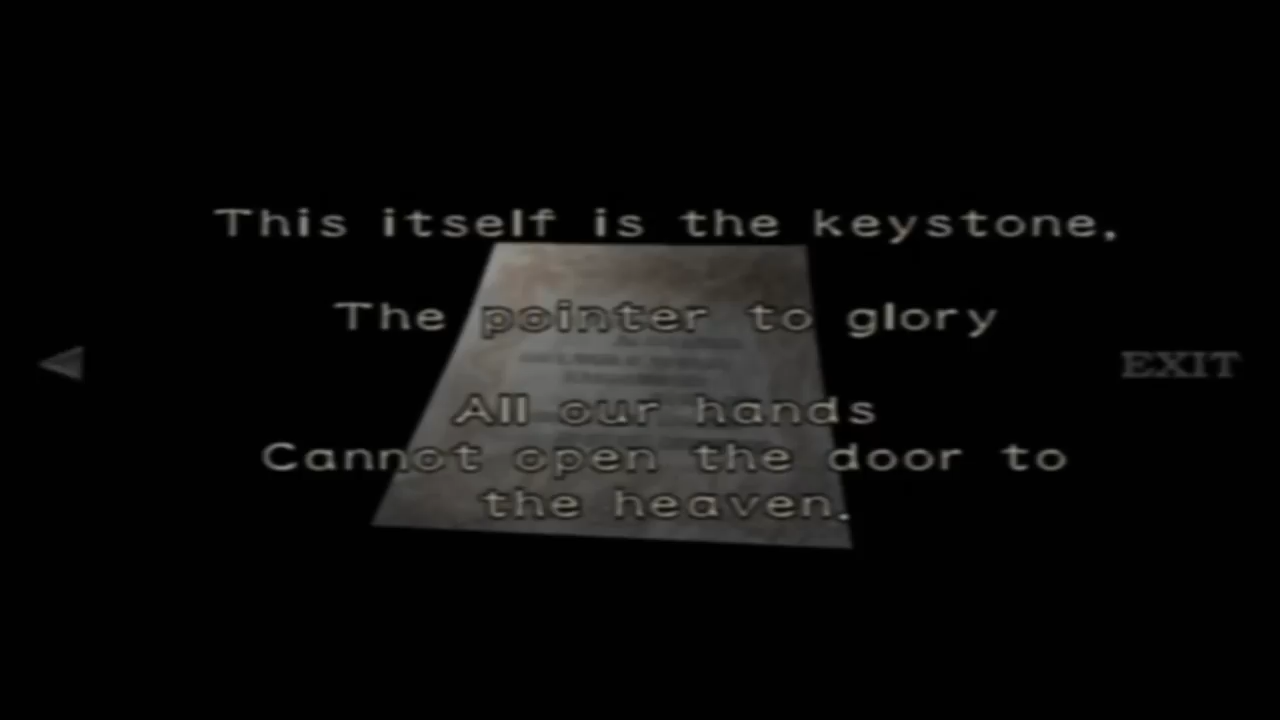 This itself is the keystone,
The pointer to glory
EXIT
All our hands
Cannot open the door to
the heaven.